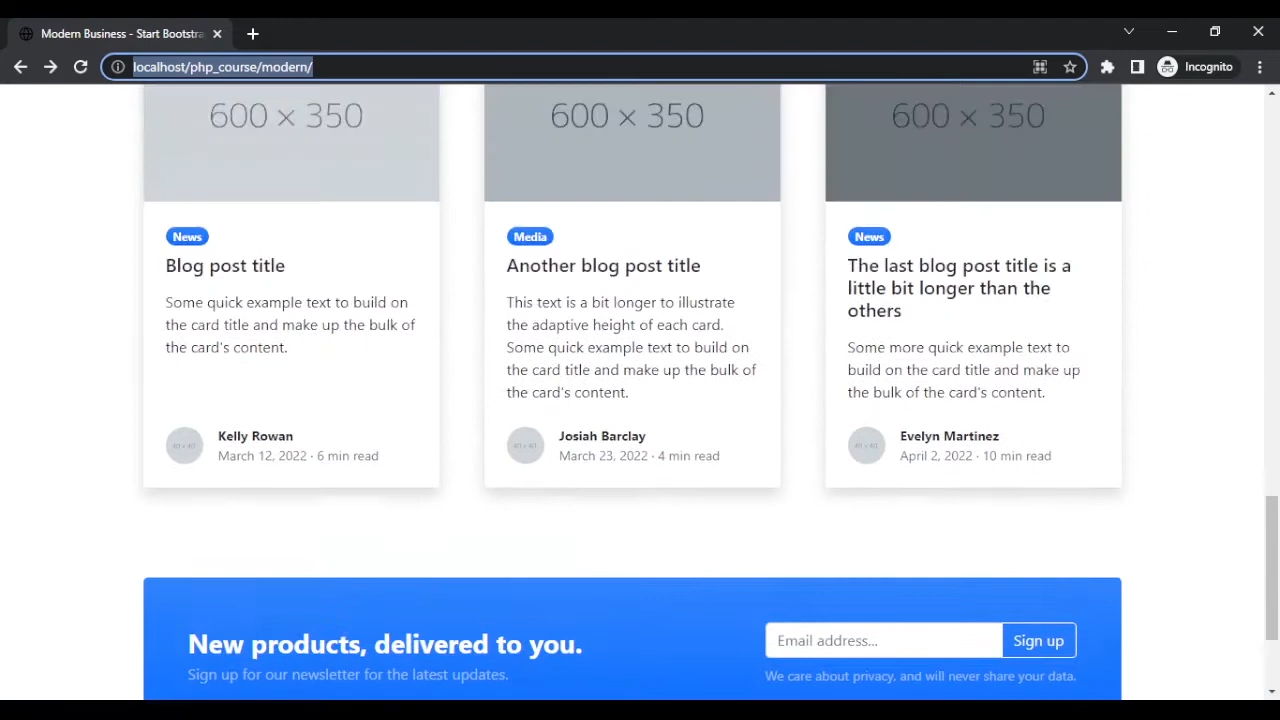 Modern Business - Start Bootstra
localhost/php_course/modern/
Incognito
600 × 350
600 × 350
600 × 350
News
Blog post title
Some quick example text to build on
the card title and make up the bulk of
the card's content.
Kelly Rowan
March 12, 2022 · 6 min read
Media
Another blog post title
This text is a bit longer to illustrate
the adaptive height of each card.
Some quick example text to build on
the card title and make up the bulk of
the card's content.
Josiah Barclay
March 23, 2022 · 4 min read
News
The last blog post title is a
little bit longer than the
others
Some more quick example text to
build on the card title and make up
the bulk of the card's content.
Evelyn Martinez
April 2, 2022 · 10 min read
New products, delivered to you.
Sign up for our newsletter for the latest updates.
Email address...
Sign up
We care about privacy, and will never share your data.